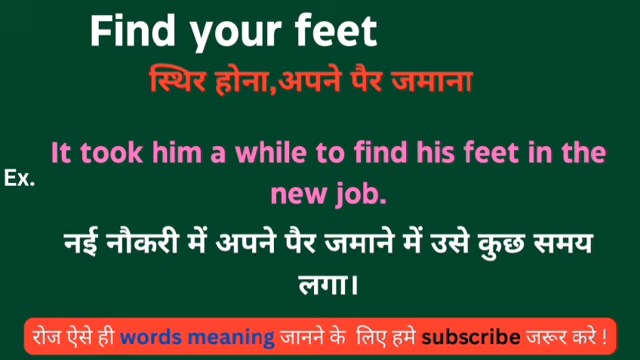 Find your feet
स्थिर होना,अपने पैर जमाना
It took him a while to find his feet in the
Ex.
new job.
नई नौकरी में अपने पैर जमाने में उसे कुछ समय
लगा।
रोज ऐसे ही words meaning जानने के लिए हमे subscribe जरूर करे !